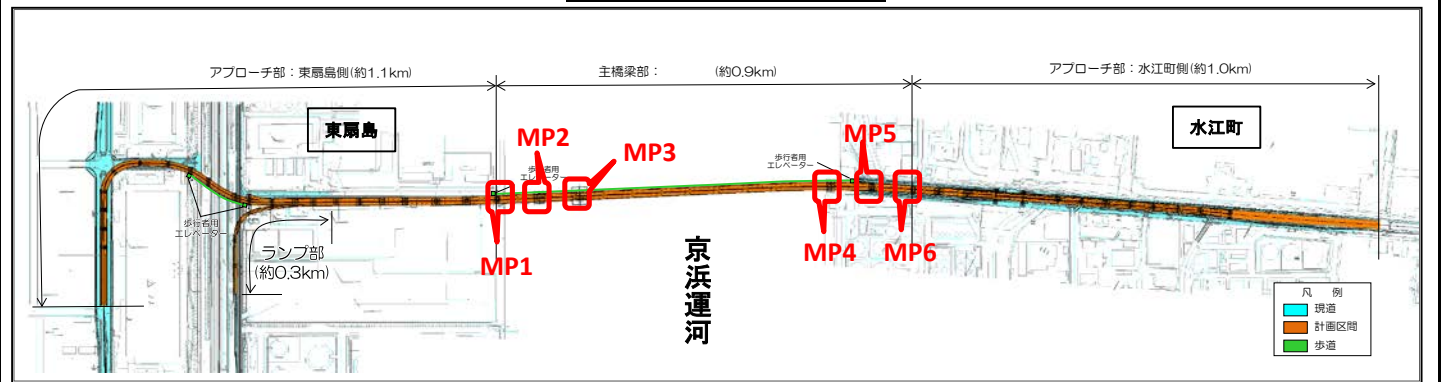 アプローチ部：東扇島側(約1.1km)
主橋梁部： (約0.9km)
アプローチ部：水江町側(約1.0km)
東扇島
水江町
MP2
MP3
MP5
歩行者用
エレベーター
歩行者用
エレベーター
歩行者用
エレベーター
ランプ部
(約0.3km)
MP1
MP4
MP6
京浜運河
凡 例
現道
計画区間
歩道